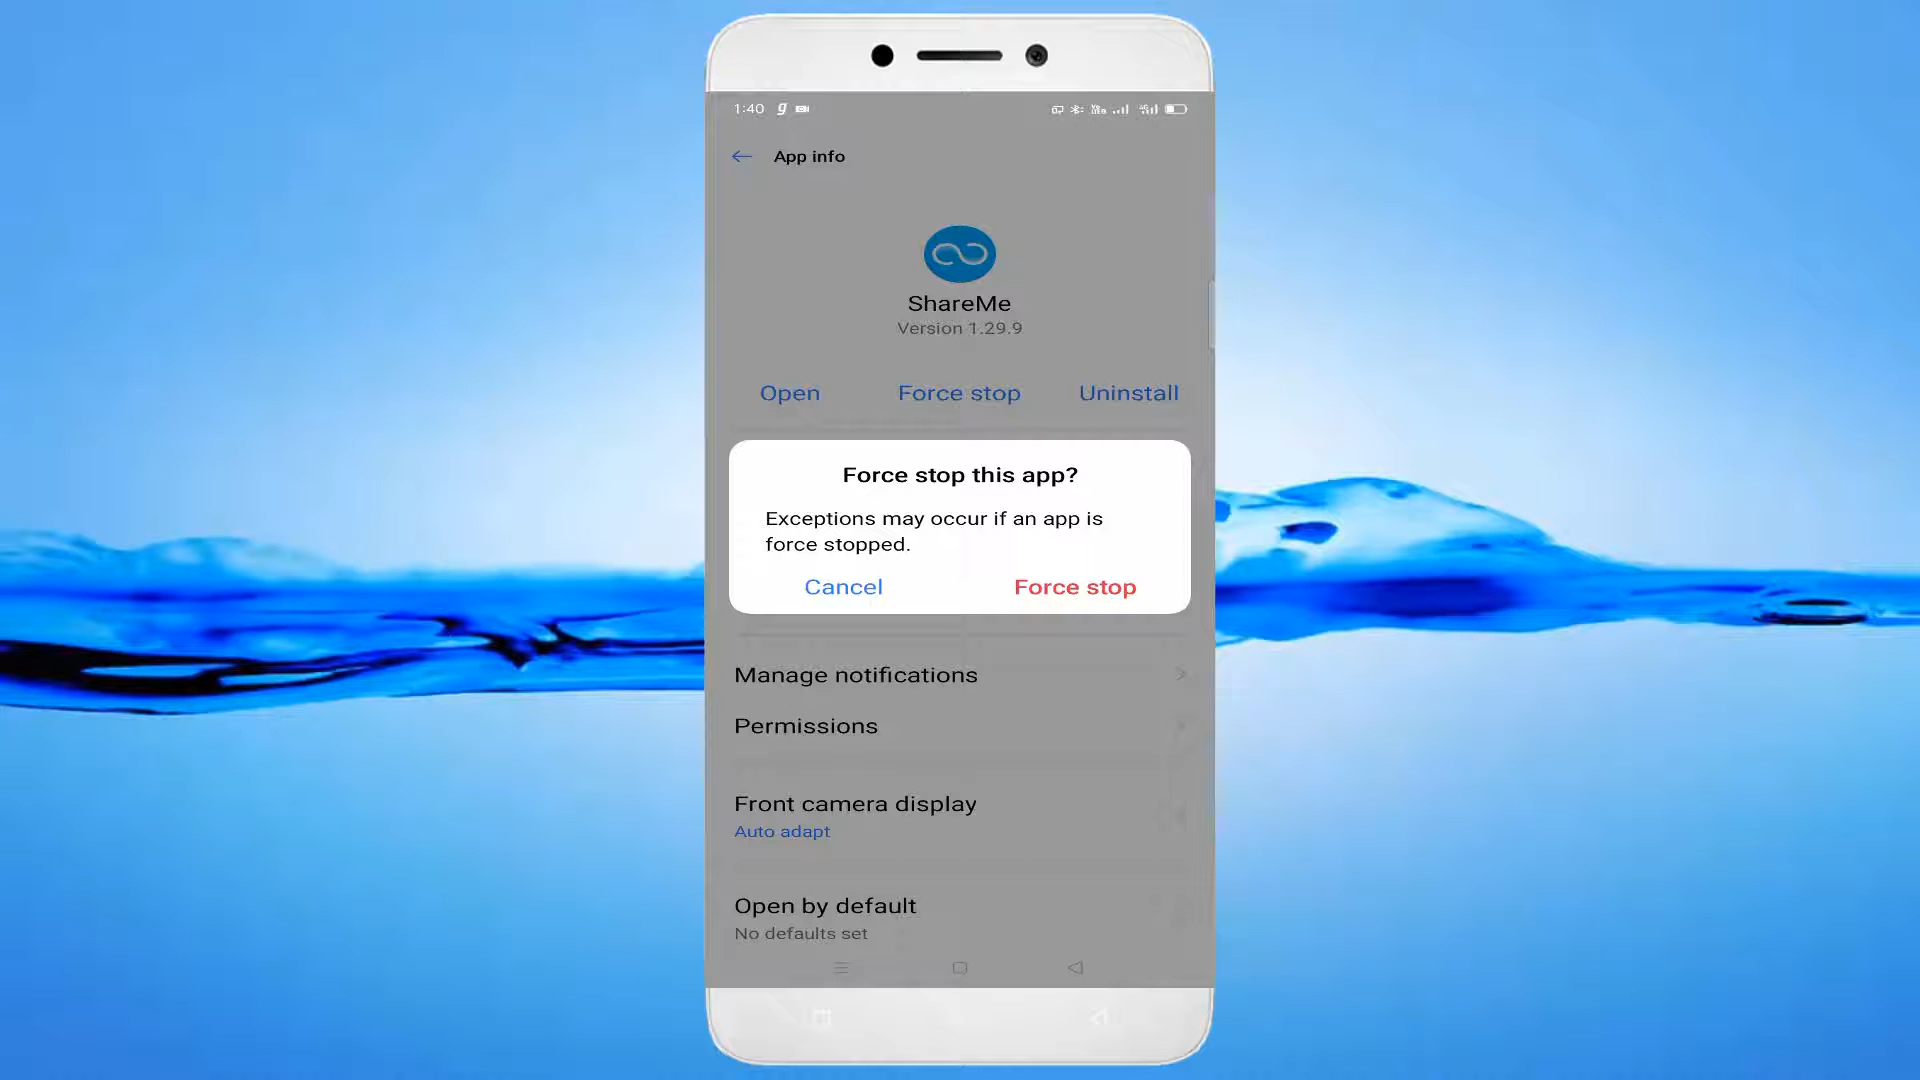 1:40
App info
ShareMe
Version 1.29.9
Open Force stop Uninstall
Force stop this app?
Exceptions may occur if an app is
force stopped.
Cancel Force stop
Manage notifications
Permissions
Front camera display
Auto adapt
Open by default
No defaults set